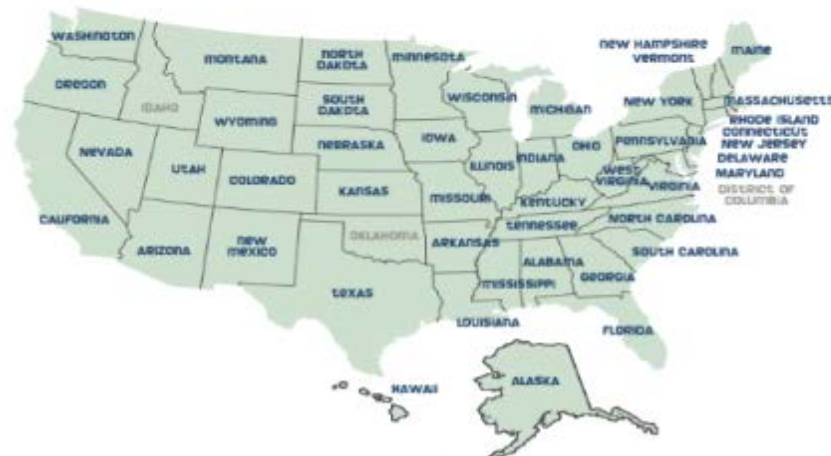 WASHINGTON
MONTANA
NORTH
DAKOTA
MINNESOTA
NEW HAMPSHIRE
VERMONT
MAINE
OREGON
IDAHO
WYOMING
SOUTH
DAKOTA
WISCONSIN
MICHIGAN
NEW YORK
MASSACHUSETTS
RHODE ISLAND
CONNECTICUT
NEW JERSEY
DELAWARE
MARYLAND
DISTRICT OF
COLUMBIA
NEVADA
UTAH
COLORADO
NEBRASKA
IOWA
ILLINOIS
INDIANA
OHIO
PENNSYLVANIA
WEST
VIRGINIA
VIRGINIA
CALIFORNIA
KANSAS
MISSOURI
KENTUCKY
ARIZONA
NEW
MEXICO
OKLAHOMA
ARKANSAS
TENNESSEE
NORTH CAROLINA
SOUTH CAROLINA
TEXAS
MISSISSIPPI
ALABAMA
GEORGIA
LOUISIANA
FLORIDA
HAWAII
ALASKA